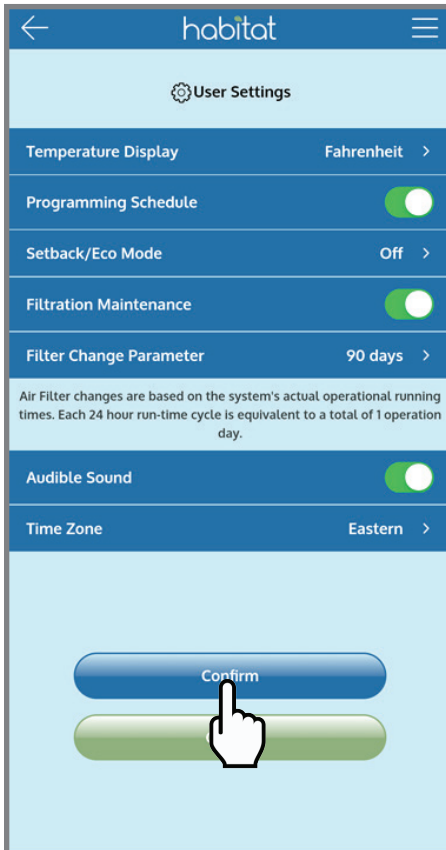 habitat
User Settings
Temperature Display Fahrenheit >
Programming Schedule
Setback/Eco Mode Off >
Filtration Maintenance
Filter Change Parameter 90 days >
Air Filter changes are based on the system's actual operational running
times. Each 24 hour run-time cycle is equivalent to a total of 1 operation
day.
Audible Sound
Time Zone Eastern >
Confirm